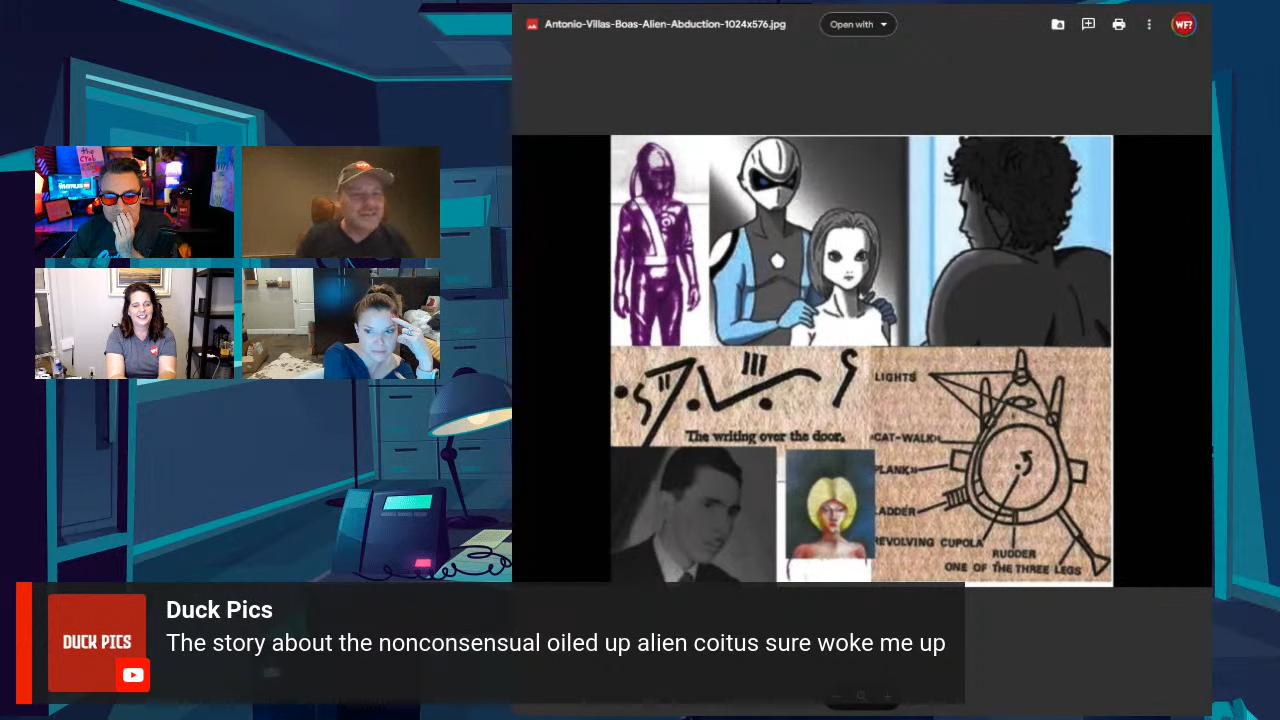 Antonio-Villas-Boas-Alien-Abduction-1024x576.jpg
Open with
WF?
The writing over the door.
LIGHTS
CAT-WALK»
PLANK»
ADDER
REVOLVING CUPOLA
RUDDER
ONE OF THE THREE LEGS
DUCK PICS
Duck Pics
The story about the nonconsensual oiled up alien coitus sure woke me up